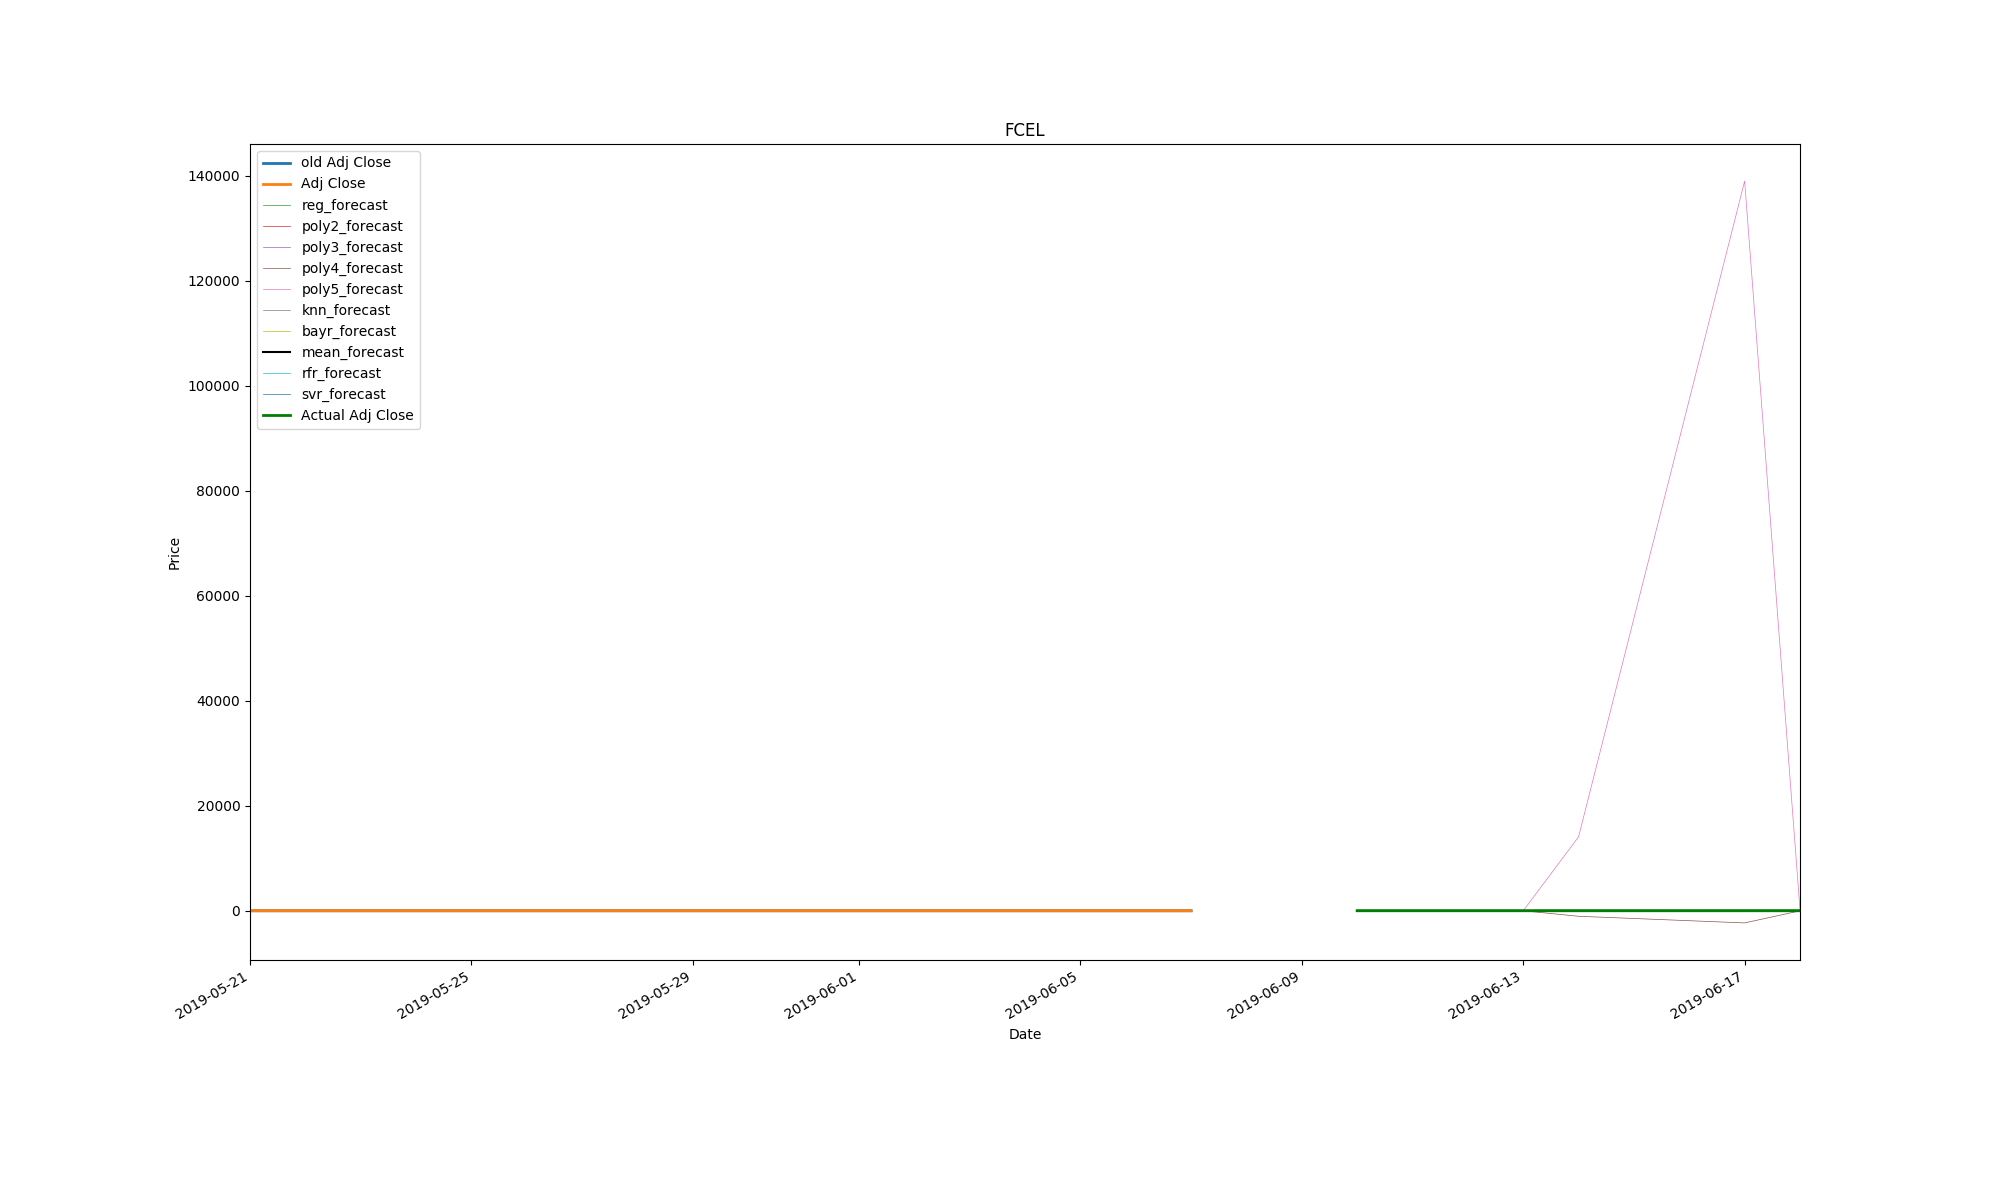 FCEL
old Adj Close
Adj Close
reg_forecast
poly2_forecast
poly3_forecast
poly4_forecast
poly5_forecast
knn_forecast
bayr_forecast
mean_forecast
rfr_forecast
svr_forecast
Actual Adj Close
140000
120000
100000
80000
60000
40000
20000
0
Price
2019-05-21
2019-05-25
2019-05-29
2019-06-01
2019-06-05
2019-06-09
2019-06-13
2019-06-17
Date